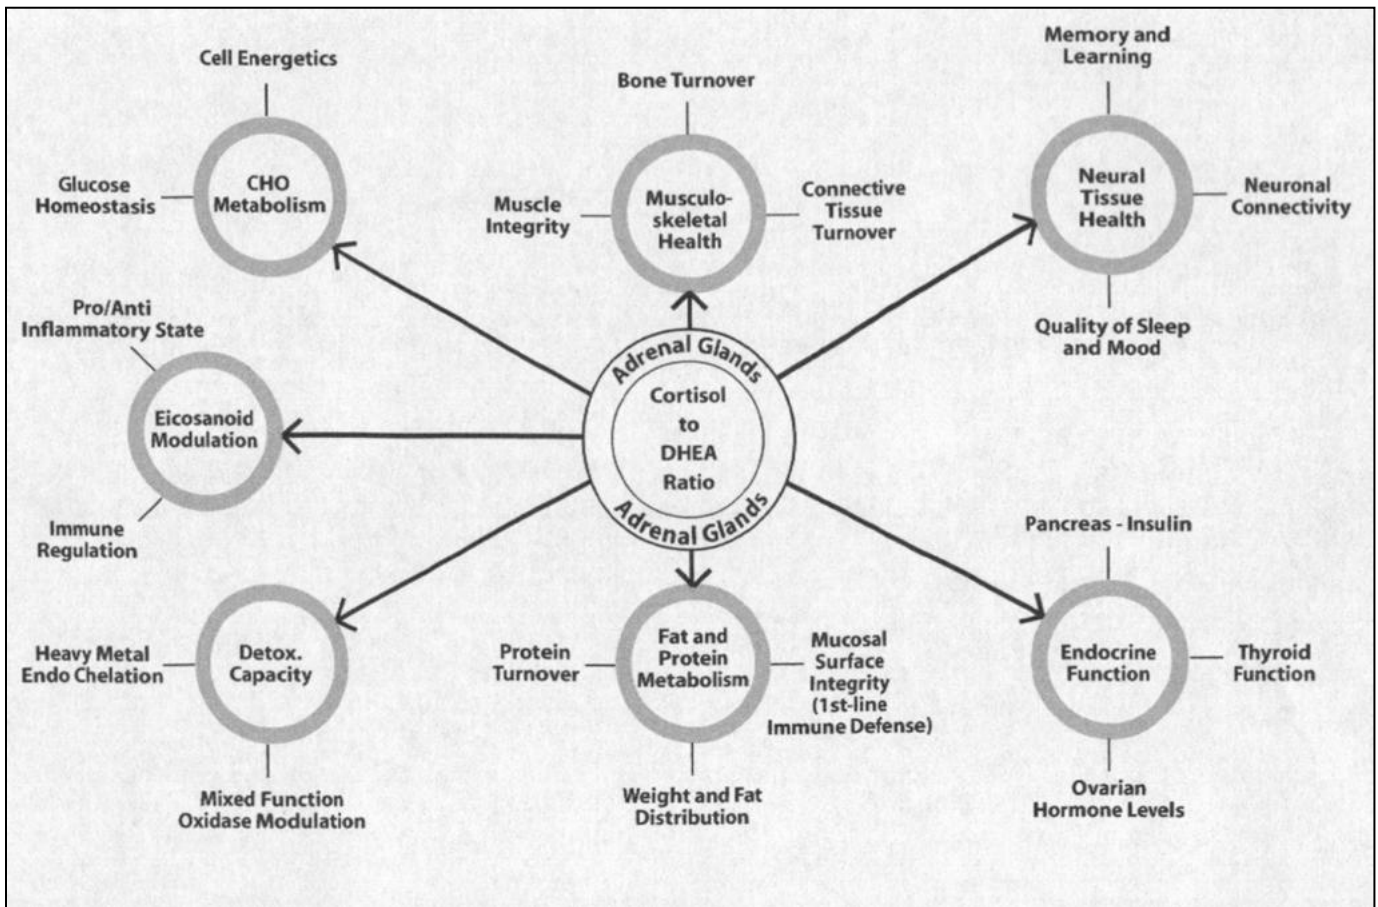 Cell Energetics
Glucose
Homeostasis
CHO
Metabolism
Bone Turnover
Muscle
Integrity
Musculo-
skeletal
Health
Connective
Tissue
Turnover
Memory and
Learning
Neural
Tissue
Health
Neuronal
Connectivity
Quality of Sleep
and Mood
Pro/Anti
Inflammatory State
Eicosanoid
Modulation
Immune
Regulation
Adrenal Glands
Cortisol
to
DHEA
Ratio
Adrenal Glands
Heavy Metal
Endo Chelation
Detox.
Capacity
Mixed Function
Oxidase Modulation
Protein
Turnover
Fat and
Protein
Metabolism
Mucosal
Surface
Integrity
(1st-line
Immune Defense)
Weight and Fat
Distribution
Pancreas - Insulin
Endocrine
Function
Thyroid
Function
Ovarian
Hormone Levels